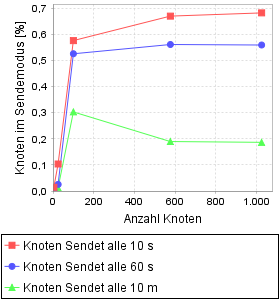 Knoten im Sendemodus [%]
0,7
0,6
0,5
0,4
0,3
0,2
0,1
0,0
0 200 400 600 800 1.000
Anzahl Knoten
Knoten Sendet alle 10 s
Knoten Sendet alle 60 s
Knoten Sendet alle 10 m